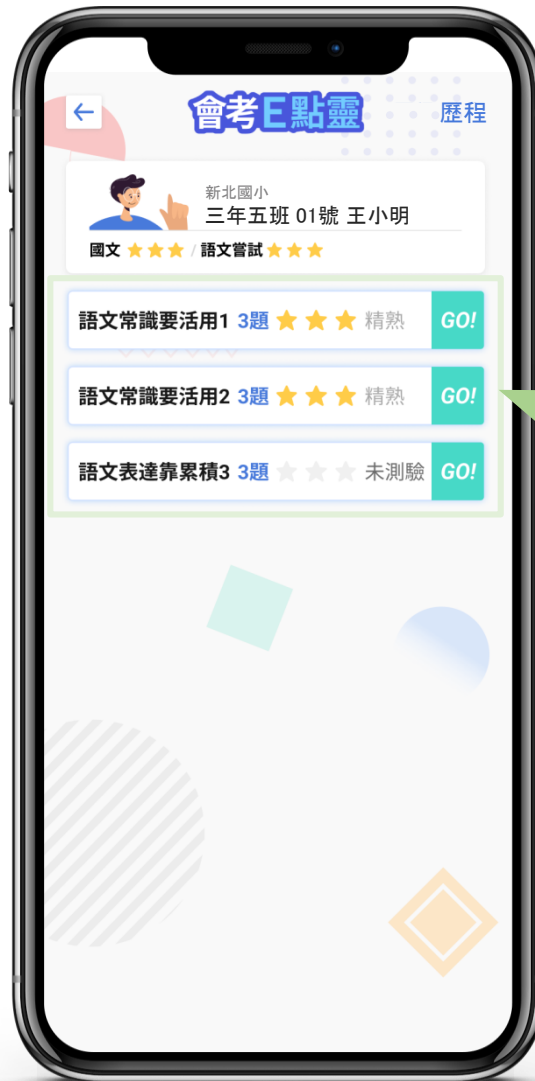 會考E點靈
歷程
新北國小
三年五班 01號 王小明
國文 / 語文嘗試
語文常識要活用1 3題 精熟 GO!
語文常識要活用2 3題 精熟 GO!
語文表達靠累積3 3題 未測驗 GO!